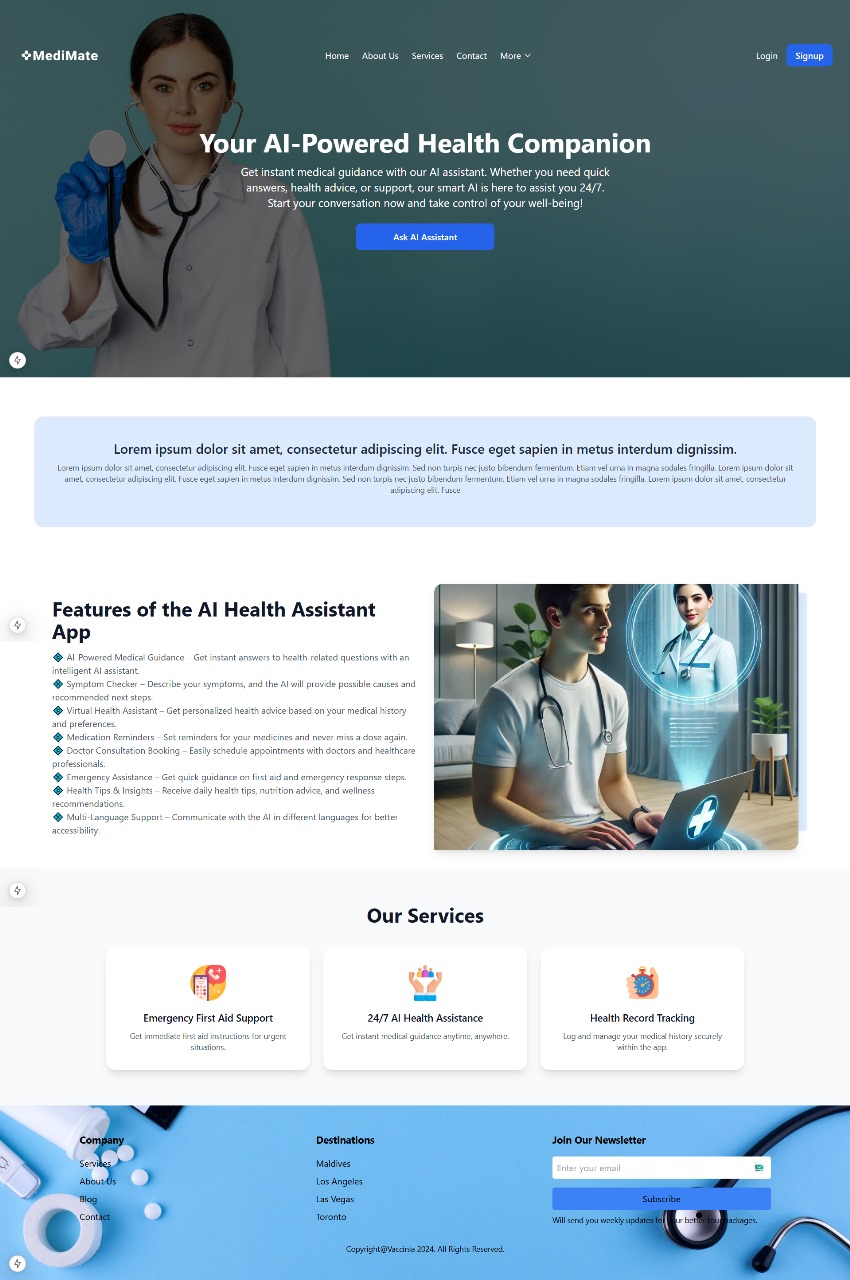 MediMate
Home
About Us
Services
Contact
More
Login
Signup
Your AI-Powered Health Companion
Get instant medical guidance with our AI assistant. Whether you need quick
answers, health advice, or support, our smart AI is here to assist you 24/7.
Start your conversation now and take control of your well-being!
Ask AI Assistant
Lorem ipsum dolor sit amet, consectetur adipiscing elit. Fusce eget sapien in metus interdum dignissim.
Lorem ipsum dolor sit amet, consectetur adipiscing elit. Fusce eget sapien in metus interdum dignissim. Sed non turpis nec justo bibendum fermentum. Etiam vel urna in magna sodales fringilla. Lorem ipsum dolor sit
amet, consectetur adipiscing elit. Fusce eget sapien in metus interdum dignissim. Sed non turpis nec justo bibendum fermentum. Etiam vel urna in magna sodales fringilla. Lorem ipsum dolor sit amet, consectetur
adipiscing elit. Fusce
Features of the AI Health Assistant
App
AI-Powered Medical Guidance – Get instant answers to health-related questions with an
intelligent AI assistant.
Symptom Checker – Describe your symptoms, and the AI will provide possible causes and
recommended next steps.
Virtual Health Assistant – Get personalized health advice based on your medical history
and preferences.
Medication Reminders – Set reminders for your medicines and never miss a dose again.
Doctor Consultation Booking – Easily schedule appointments with doctors and healthcare
professionals.
Emergency Assistance – Get quick guidance on first aid and emergency response steps.
Health Tips & Insights – Receive daily health tips, nutrition advice, and wellness
recommendations.
Multi-Language Support – Communicate with the AI in different languages for better
accessibility.
Our Services
Emergency First Aid Support
Get immediate first aid instructions for urgent
situations.
24/7 AI Health Assistance
Get instant medical guidance anytime, anywhere.
Health Record Tracking
Log and manage your medical history securely
within the app.
Company
Services
About Us
Blog
Contact
Destinations
Maldives
Los Angeles
Las Vegas
Toronto
Join Our Newsletter
Enter your email
Subscribe
Will send you weekly updates for your better tour packages.
Copyright@Vaccinia 2024. All Rights Reserved.